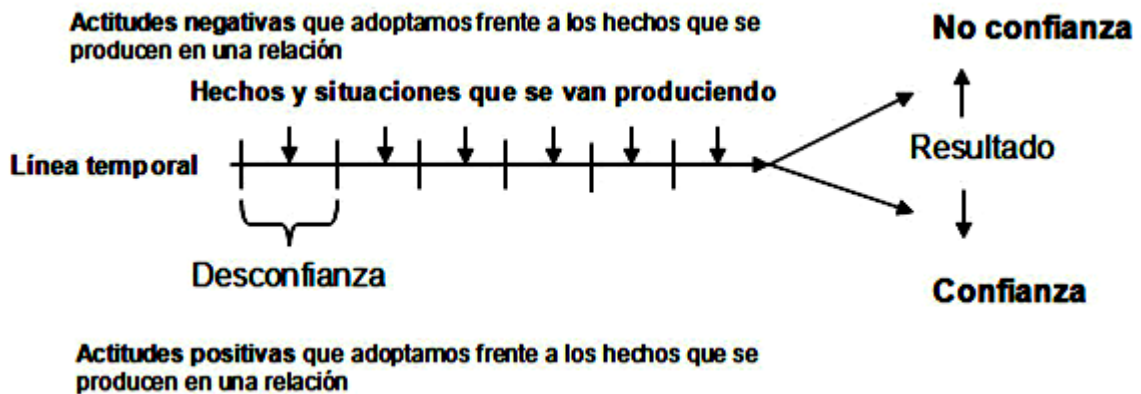 Actitudes negativas que adoptamos frente a los hechos que se
producen en una relación
No confianza
Hechos y situaciones que se van produciendo
Línea temporal
Resultado
Desconfianza
Confianza
Actitudes positivas que adoptamos frente a los hechos que se
producen en una relación